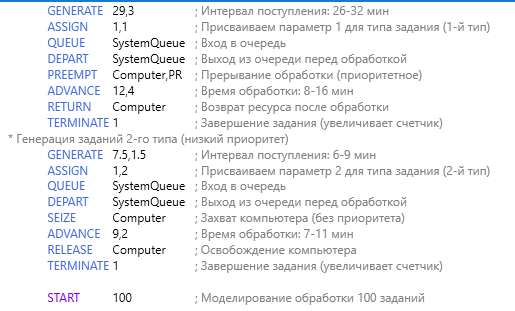 GENERATE 29,3 ; Интервал поступления: 26-32 мин
ASSIGN 1,1 ; Присваиваем параметр 1 для типа задания (1-й тип)
QUEUE SystemQueue ; Вход в очередь
DEPART SystemQueue ; Выход из очереди перед обработкой
PREEMPT Computer,PR ; Прерывание обработки (приоритетное)
ADVANCE 12,4 ; Время обработки: 8-16 мин
RETURN Computer ; Возврат ресурса после обработки
TERMINATE 1 ; Завершение задания (увеличивает счетчик)
* Генерация заданий 2-го типа (низкий приоритет)
GENERATE 7.5,1.5 ; Интервал поступления: 6-9 мин
ASSIGN 1,2 ; Присваиваем параметр 2 для типа задания (2-й тип)
QUEUE SystemQueue ; Вход в очередь
DEPART SystemQueue ; Выход из очереди перед обработкой
SEIZE Computer ; Захват компьютера (без приоритета)
ADVANCE 9,2 ; Время обработки: 7-11 мин
RELEASE Computer ; Освобождение компьютера
TERMINATE 1 ; Завершение задания (увеличивает счетчик)
START 100 ; Моделирование обработки 100 заданий